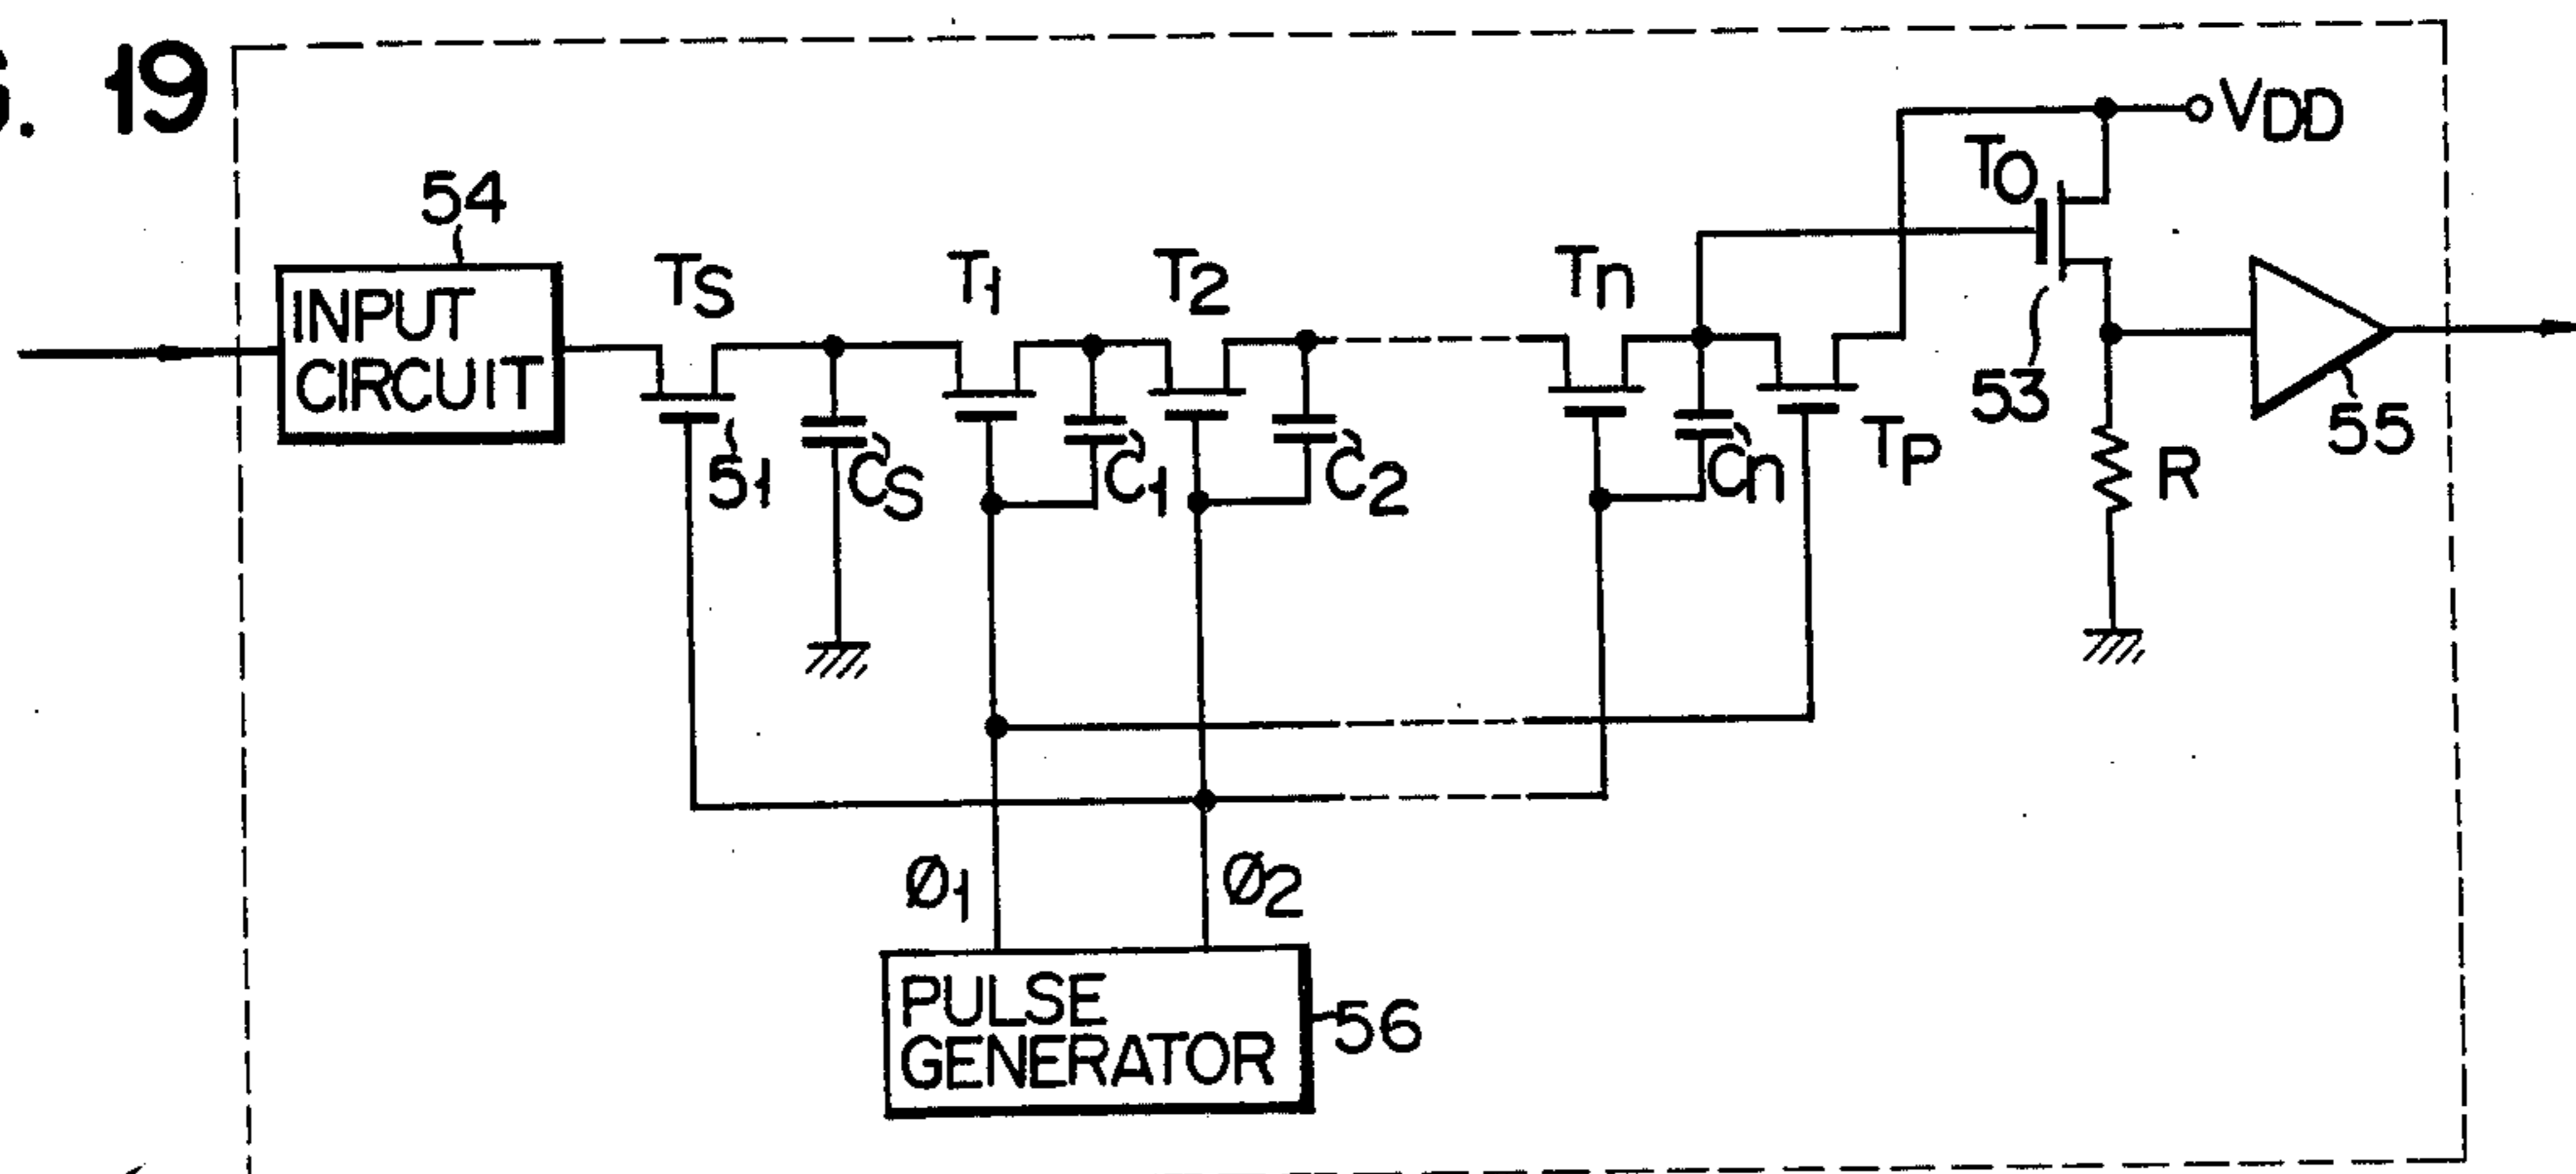 . 19
54
INPUT
CIRCUIT
TS
T1
T2
Tn
TO
VDD
51
CS
C1
C2
Cn
TP
53
R
55
Ø1
Ø2
PULSE
GENERATOR
56